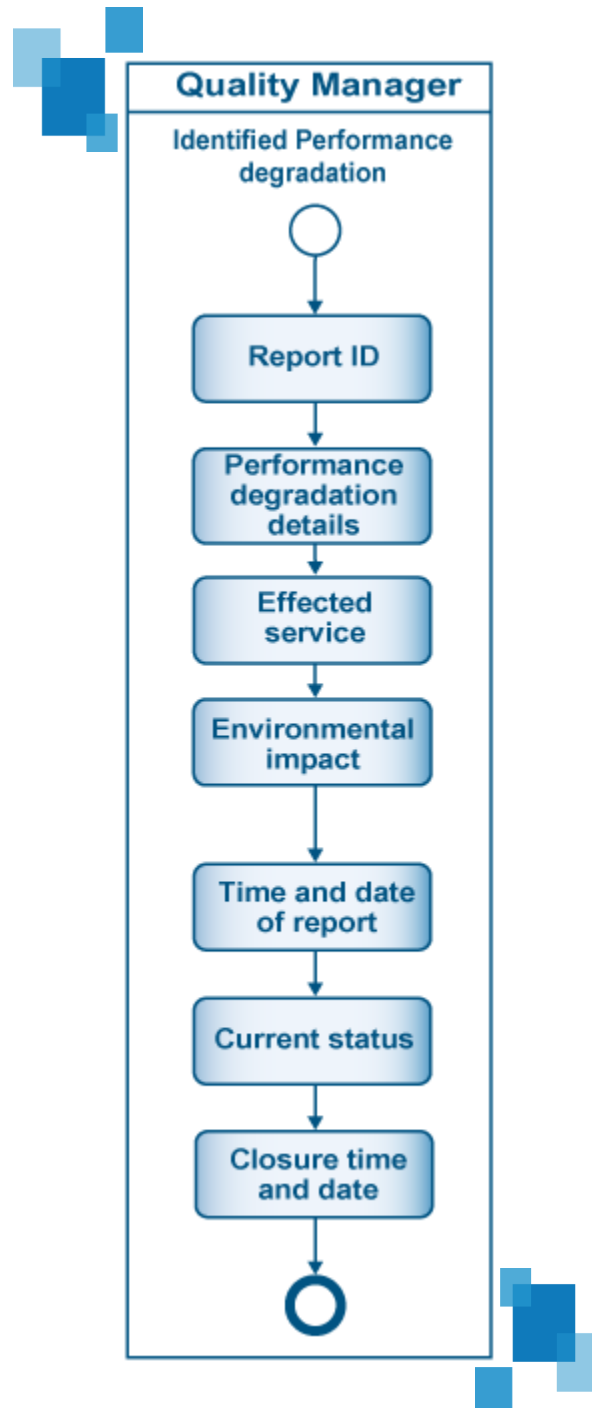 Quality Manager
Identified Performance
degradation
Report ID
Performance
degradation
details
Effected
service
Environmental
impact
Time and date
of report
Current status
Closure time
and date